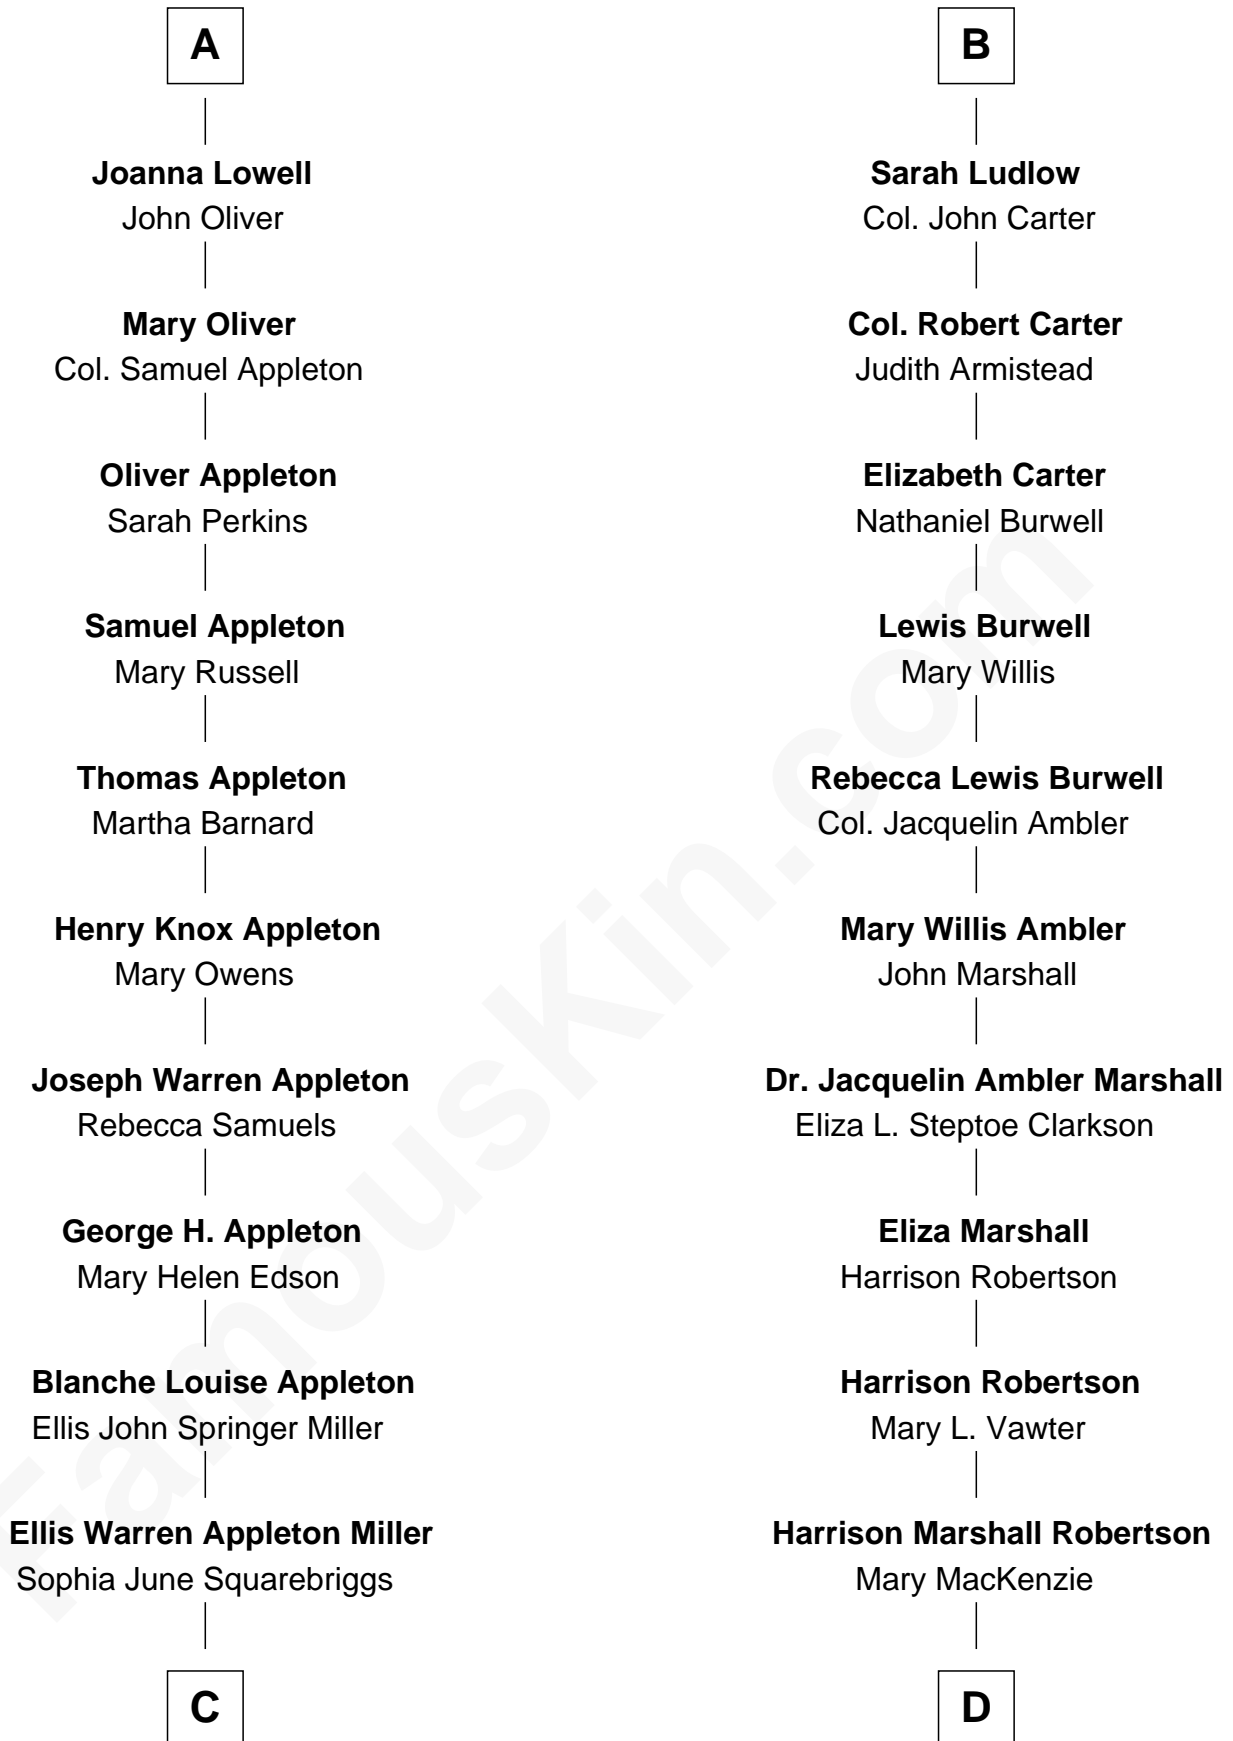 A
Joanna Lowell
John Oliver
Mary Oliver
Col. Samuel Appleton
Oliver Appleton
Sarah Perkins
Samuel Appleton
Mary Russell
Thomas Appleton
Martha Barnard
Henry Knox Appleton
Mary Owens
Joseph Warren Appleton
Rebecca Samuels
George H. Appleton
Mary Helen Edson
Blanche Louise Appleton
Ellis John Springer Miller
Ellis Warren Appleton Miller
Sophia June Squarebriggs
C
B
Sarah Ludlow
Col. John Carter
Col. Robert Carter
Judith Armistead
Elizabeth Carter
Nathaniel Burwell
Lewis Burwell
Mary Willis
Rebecca Lewis Burwell
Col. Jacquelin Ambler
Mary Willis Ambler
John Marshall
Dr. Jacquelin Ambler Marshall
Eliza L. Steptoe Clarkson
Eliza Marshall
Harrison Robertson
Harrison Robertson
Mary L. Vawter
Harrison Marshall Robertson
Mary MacKenzie
D
FamousKin.com